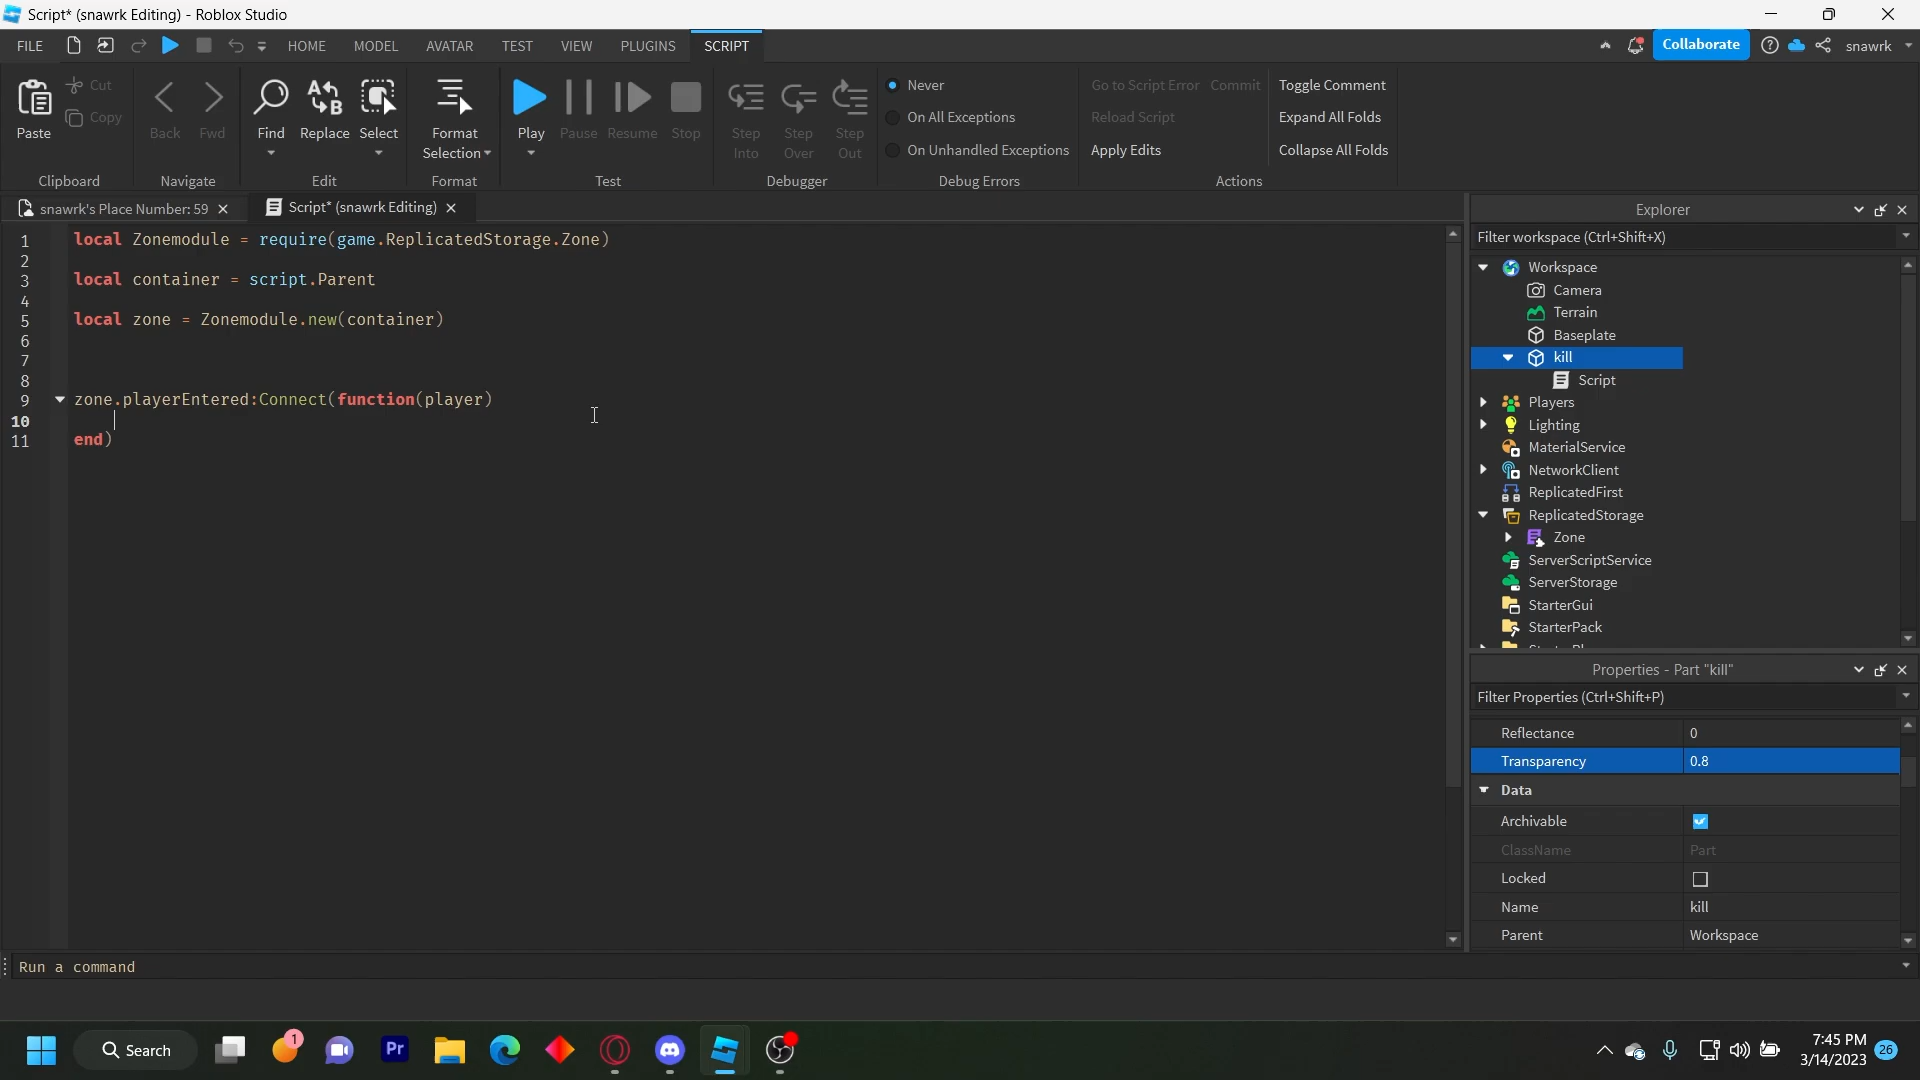 Script* (snawrk Editing) - Roblox Studio
FILE HOME MODEL AVATAR TEST VIEW PLUGINS SCRIPT Collaborate snawrk
Paste Cut Copy
Clipboard
Back Fwd
Navigate
Find Replace Select
Edit
Format
Selection
Format
Play Pause Resume Stop
Test
Step Into Step Over Step Out
Debugger
Never
On All Exceptions
On Unhandled Exceptions
Debug Errors
Go to Script Error Commit
Reload Script
Apply Edits
Toggle Comment
Expand All Folds
Collapse All Folds
Actions
snawrk's Place Number: 59 Script* (snawrk Editing)
1 local Zonemodule = require(game.ReplicatedStorage.Zone)
2
3 local container = script.Parent
4
5 local zone = Zonemodule.new(container)
6
7
8
9 zone.playerEntered:Connect(function(player)
10
11 end)
Run a command
Explorer
Filter workspace (Ctrl+Shift+X)
Workspace
Camera
Terrain
Baseplate
kill
Script
Players
Lighting
MaterialService
NetworkClient
ReplicatedFirst
ReplicatedStorage
Zone
ServerScriptService
ServerStorage
StarterGui
StarterPack
Properties - Part "kill"
Filter Properties (Ctrl+Shift+P)
Reflectance 0
Transparency 0.8
Data
Archivable
ClassName Part
Locked
Name kill
Parent Workspace
Search 1 Pr
7:45 PM
3/14/2023 26